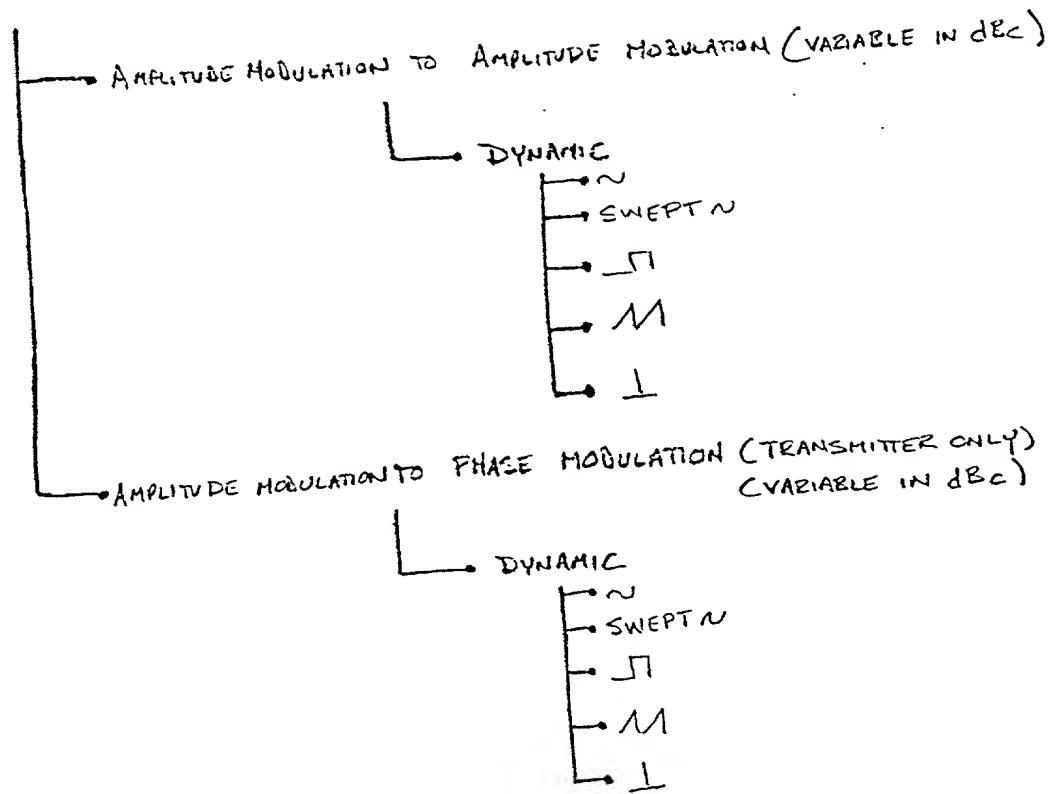 AMPLITUDE MODULATION TO AMPLITUDE MODULATION (VARIABLE IN dBc)
DYNAMIC
~
SWEPT ~
AMPLITUDE MODULATION TO PHASE MODULATION (TRANSMITTER ONLY)
(VARIABLE IN dBc)
DYNAMIC
~
SWEPT ~